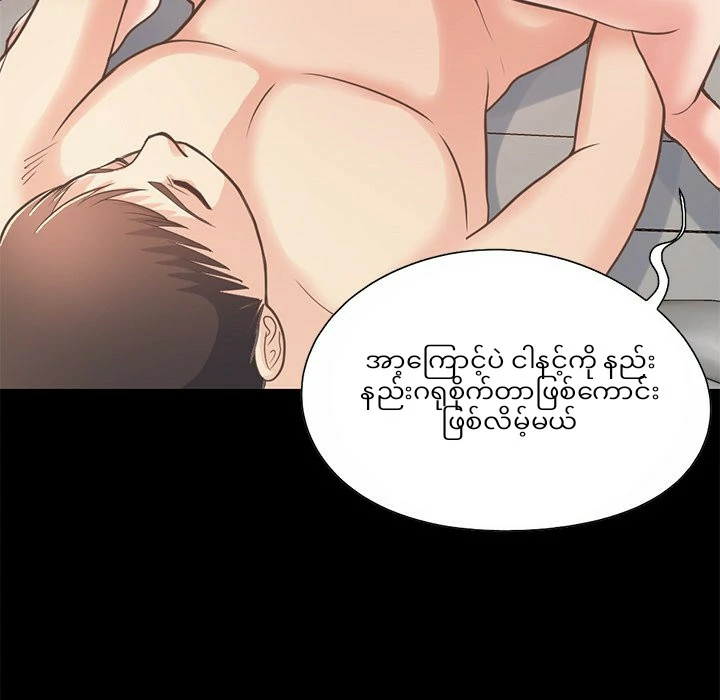 အာ့ကြောင့်ပဲ ငါနင့်ကို နည်း
နည်းဂရုစိုက်တာဖြစ်ကောင်း
ဖြစ်လိမ့်မယ်